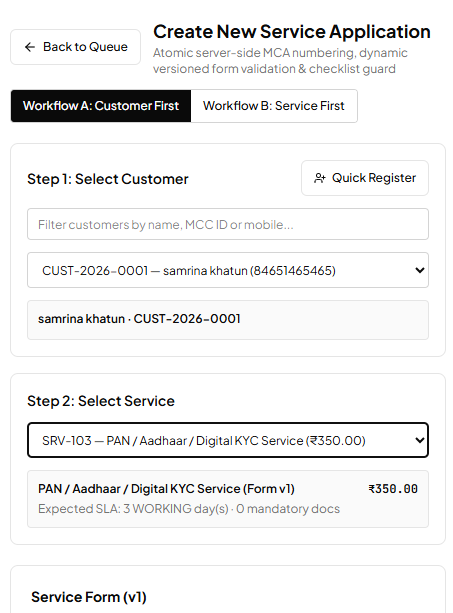 Back to Queue
Create New Service Application
Atomic server-side MCA numbering, dynamic
versioned form validation & checklist guard
Workflow A: Customer First
Workflow B: Service First
Step 1: Select Customer
Quick Register
Filter customers by name, MCC ID or mobile...
CUST-2026-0001 — samrina khatun (84651465465)
samrina khatun · CUST-2026-0001
Step 2: Select Service
SRV-103 — PAN / Aadhaar / Digital KYC Service (₹350.00)
PAN / Aadhaar / Digital KYC Service (Form v1)
₹350.00
Expected SLA: 3 WORKING day(s) · 0 mandatory docs
Service Form (v1)